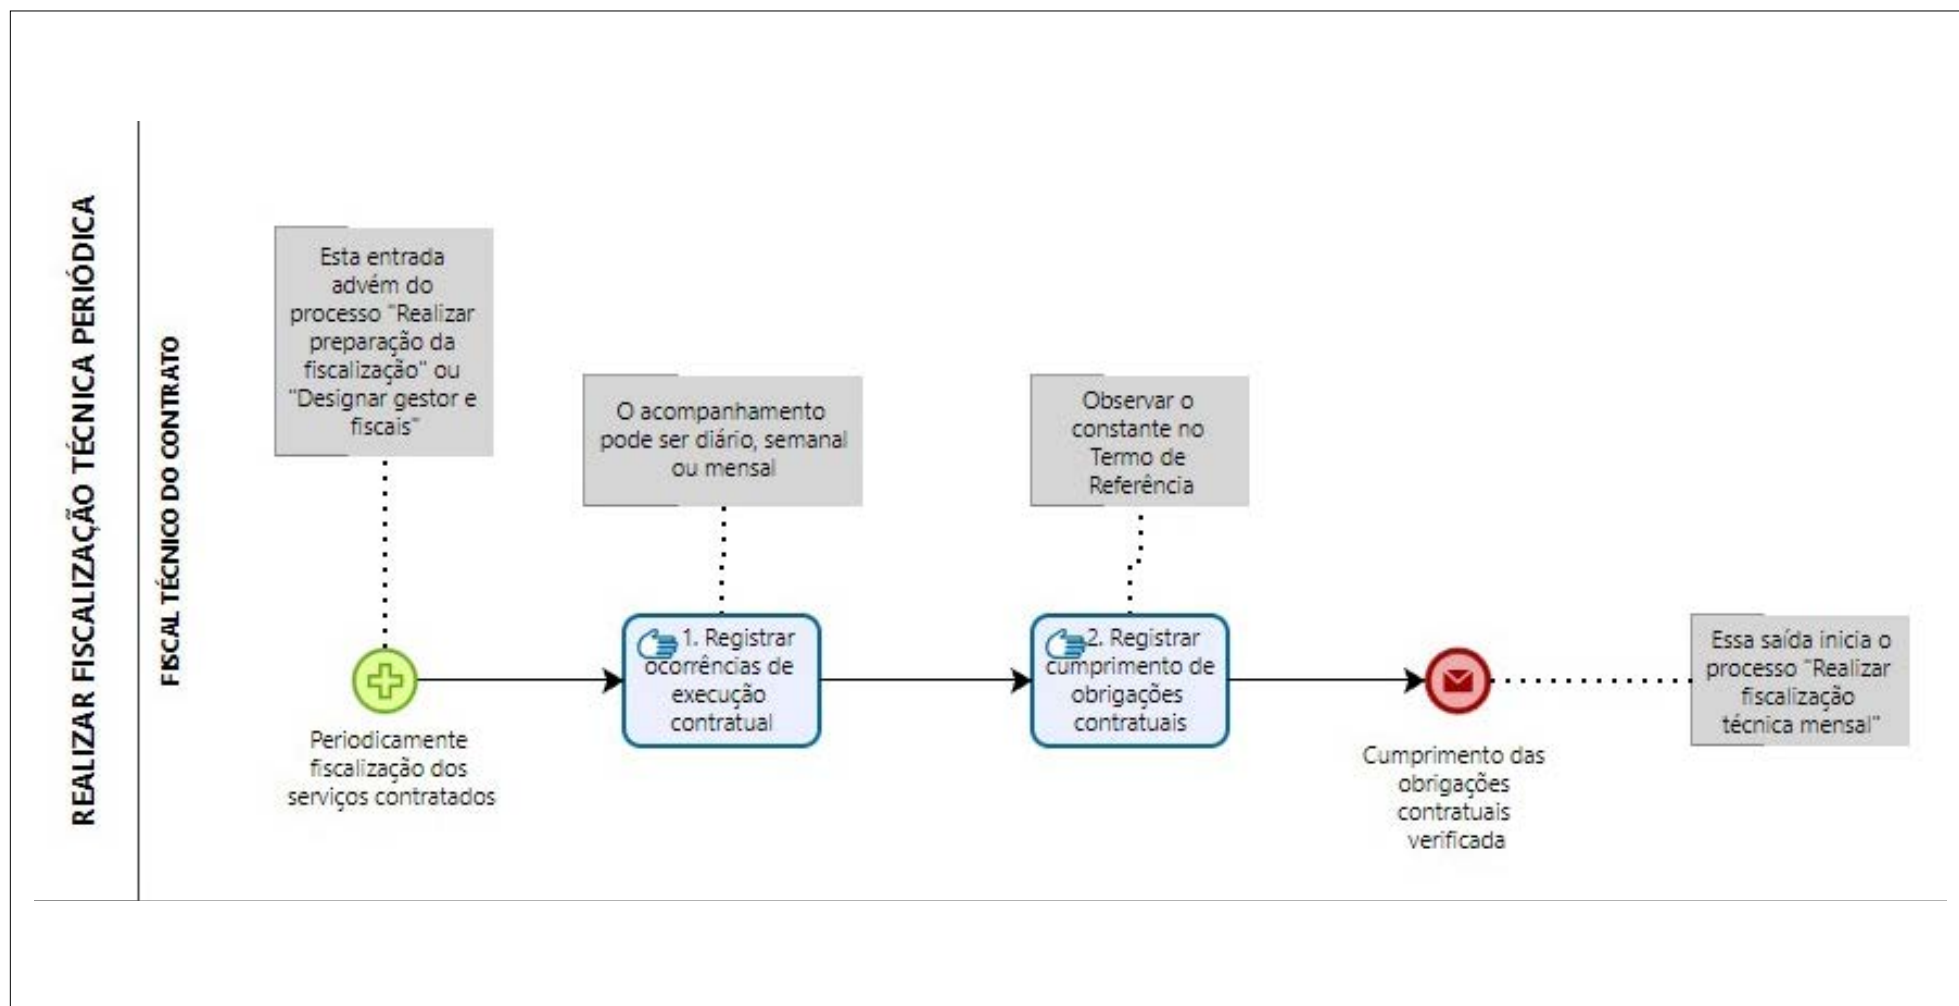 REALIZAR FISCALIZAÇÃO TÉCNICA PERIÓDICA
FISCAL TÉCNICO DO CONTRATO
Esta entrada
advém do
processo "Realizar
preparação da
fiscalização" ou
"Designar gestor e
fiscais"
Periodicamente
fiscalização dos
serviços contratados
O acompanhamento
pode ser diário, semanal
ou mensal
1. Registrar
ocorrências de
execução
contratual
Observar o
constante no
Termo de
Referência
2. Registrar
cumprimento de
obrigações
contratuais
Cumprimento das
obrigações
contratuais
verificada
Essa saída inicia o
processo "Realizar
fiscalização
técnica mensal"